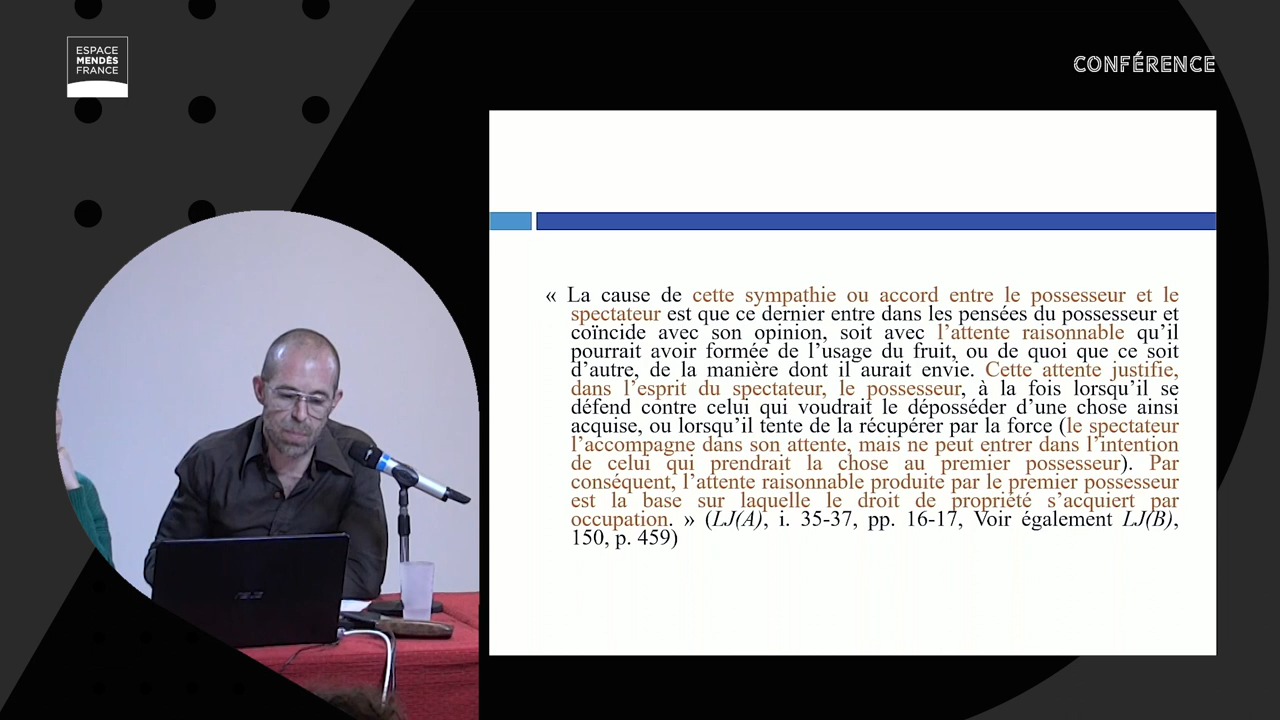 ESPACE
MENDÈS
FRANCE
CONFÉRENCE
« La cause de cette sympathie ou accord entre le possesseur et le
spectateur est que ce dernier entre dans les pensées du possesseur et
coïncide avec son opinion, soit avec l’attente raisonnable qu’il
pourrait avoir formée de l’usage du fruit, ou de quoi que ce soit
d’autre, de la manière dont il aurait envie. Cette attente justifie,
dans l’esprit du spectateur, le possesseur, à la fois lorsqu’il se
défend contre celui qui voudrait le déposséder d’une chose ainsi
acquise, ou lorsqu’il tente de la récupérer par la force (le spectateur
l’accompagne dans son attente, mais ne peut entrer dans l’intention
de celui qui prendrait la chose au premier possesseur). Par
conséquent, l’attente raisonnable produite par le premier possesseur
est la base sur laquelle le droit de propriété s’acquiert par
occupation. » (LJ(A), i. 35-37, pp. 16-17, Voir également LJ(B),
150, p. 459)